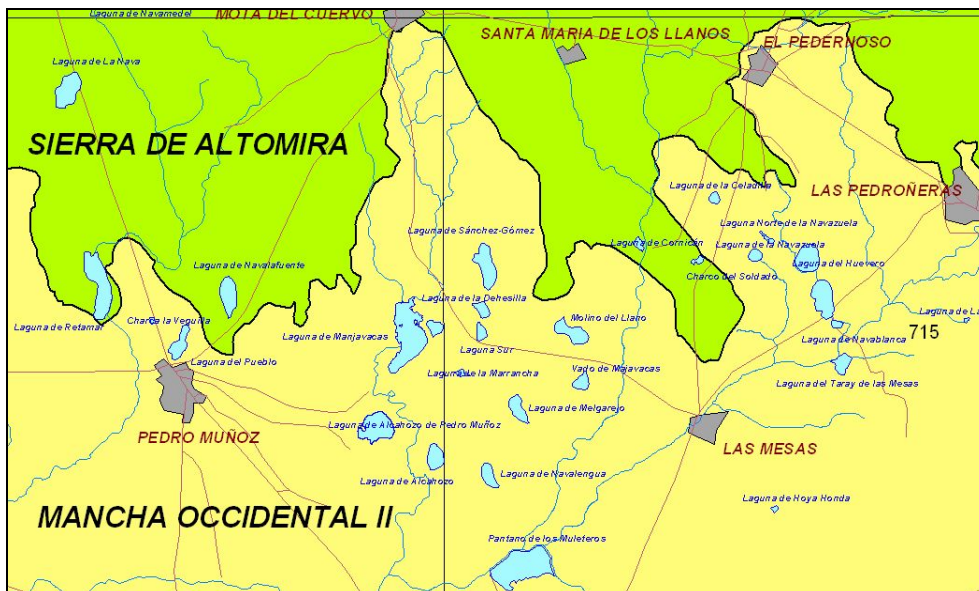 Laguna de Navamedel
MOTA DEL CUERVO
SANTA MARIA DE LOS LLANOS
EL PEDERNOSO
Laguna de La Nava
SIERRA DE ALTOMIRA
Laguna de la Celadilla
LAS PEDROÑERAS
Laguna de Sánchez-Gómez
Laguna Norte de la Navazuela
Laguna de Cornicán
Laguna de la Navazuela
Laguna de Navalafuente
Laguna del Huevero
Charco del Soldado
Laguna de la Dehesilla
Laguna de Retamar
Charca la Veguilla
Molino del Llano
Laguna de La
Laguna de Manjavacas
715
Laguna de Navablanca
Laguna Sur
Laguna del Pueblo
Laguna de la Marrancha
Vado de Majavacas
Laguna del Taray de las Mesas
Laguna de Melgarejo
Laguna de Alcahozo de Pedro Muñoz
PEDRO MUÑOZ
LAS MESAS
Laguna de Alcahozo
Laguna de Navalengua
Laguna de Hoya Honda
MANCHA OCCIDENTAL II
Pantano de los Muleteros